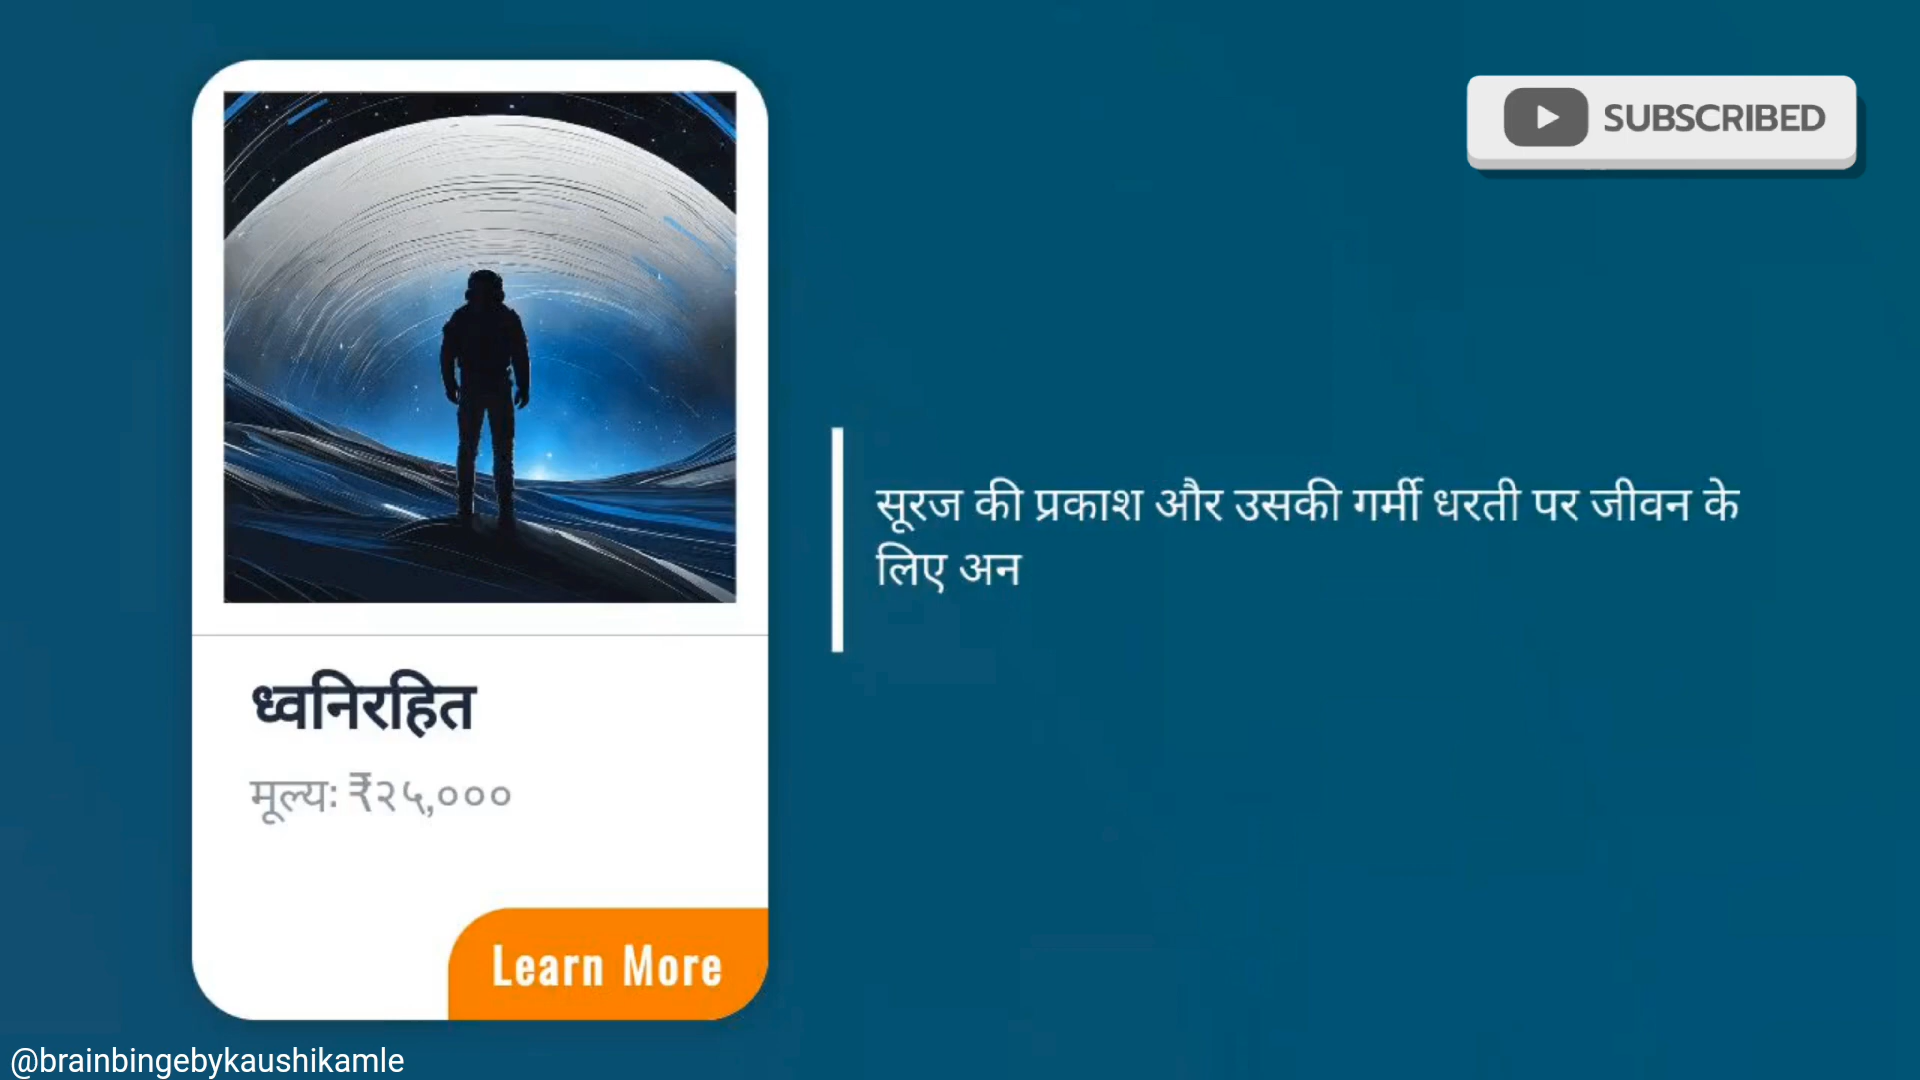 SUBSCRIBED
सूरज की प्रकाश और उसकी गर्मी धरती पर जीवन के
लिए अन
ध्वनिरहित
मूल्य: ₹२५,०००
Learn More
@brainbingebykaushikamle